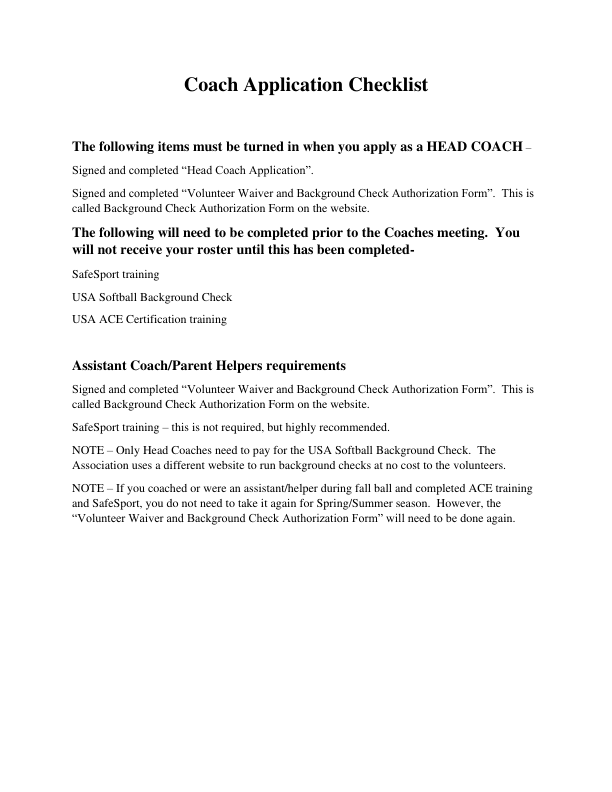 Coach Application Checklist
The following items must be turned in when you apply as a HEAD COACH –
Signed and completed “Head Coach Application”.
Signed and completed “Volunteer Waiver and Background Check Authorization Form”.  This is
called Background Check Authorization Form on the website.
The following will need to be completed prior to the Coaches meeting.  You
will not receive your roster until this has been completed-
SafeSport training
USA Softball Background Check
USA ACE Certification training
Assistant Coach/Parent Helpers requirements
Signed and completed “Volunteer Waiver and Background Check Authorization Form”.  This is
called Background Check Authorization Form on the website.
SafeSport training – this is not required, but highly recommended.
NOTE – Only Head Coaches need to pay for the USA Softball Background Check.  The
Association uses a different website to run background checks at no cost to the volunteers.
NOTE – If you coached or were an assistant/helper during fall ball and completed ACE training
and SafeSport, you do not need to take it again for Spring/Summer season.  However, the
“Volunteer Waiver and Background Check Authorization Form” will need to be done again.